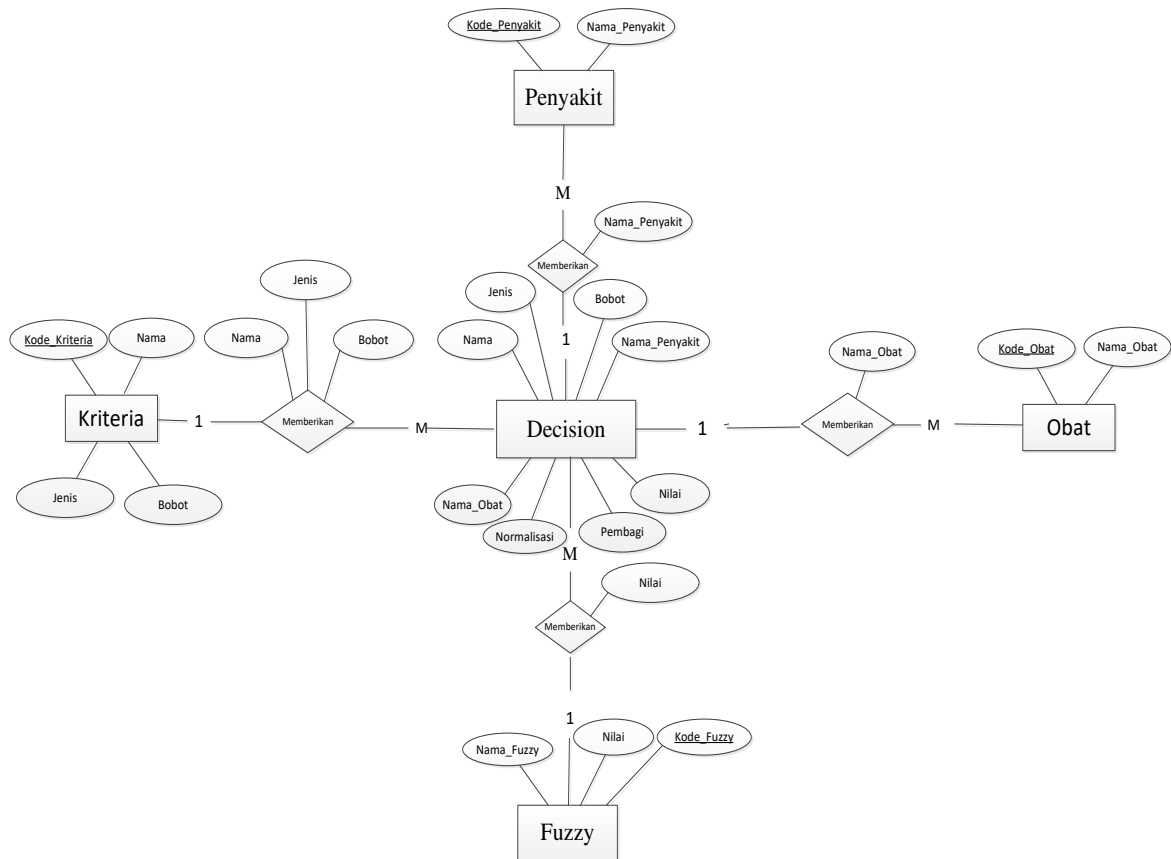 Kode_Penyakit
Nama_Penyakit
Penyakit
M
Nama_Penyakit
Memberikan
Jenis
Jenis
Bobot
1
Kode_Kriteria
Nama
Nama
Bobot
Nama
Nama_Penyakit
Nama_Obat
Kode_Obat
Nama_Obat
Kriteria
1
Memberikan
M
Decision
1
Memberikan
M
Obat
Jenis
Bobot
Nama_Obat
Nilai
Normalisasi
Pembagi
M
Nilai
Memberikan
1
Nama_Fuzzy
Nilai
Kode_Fuzzy
Fuzzy